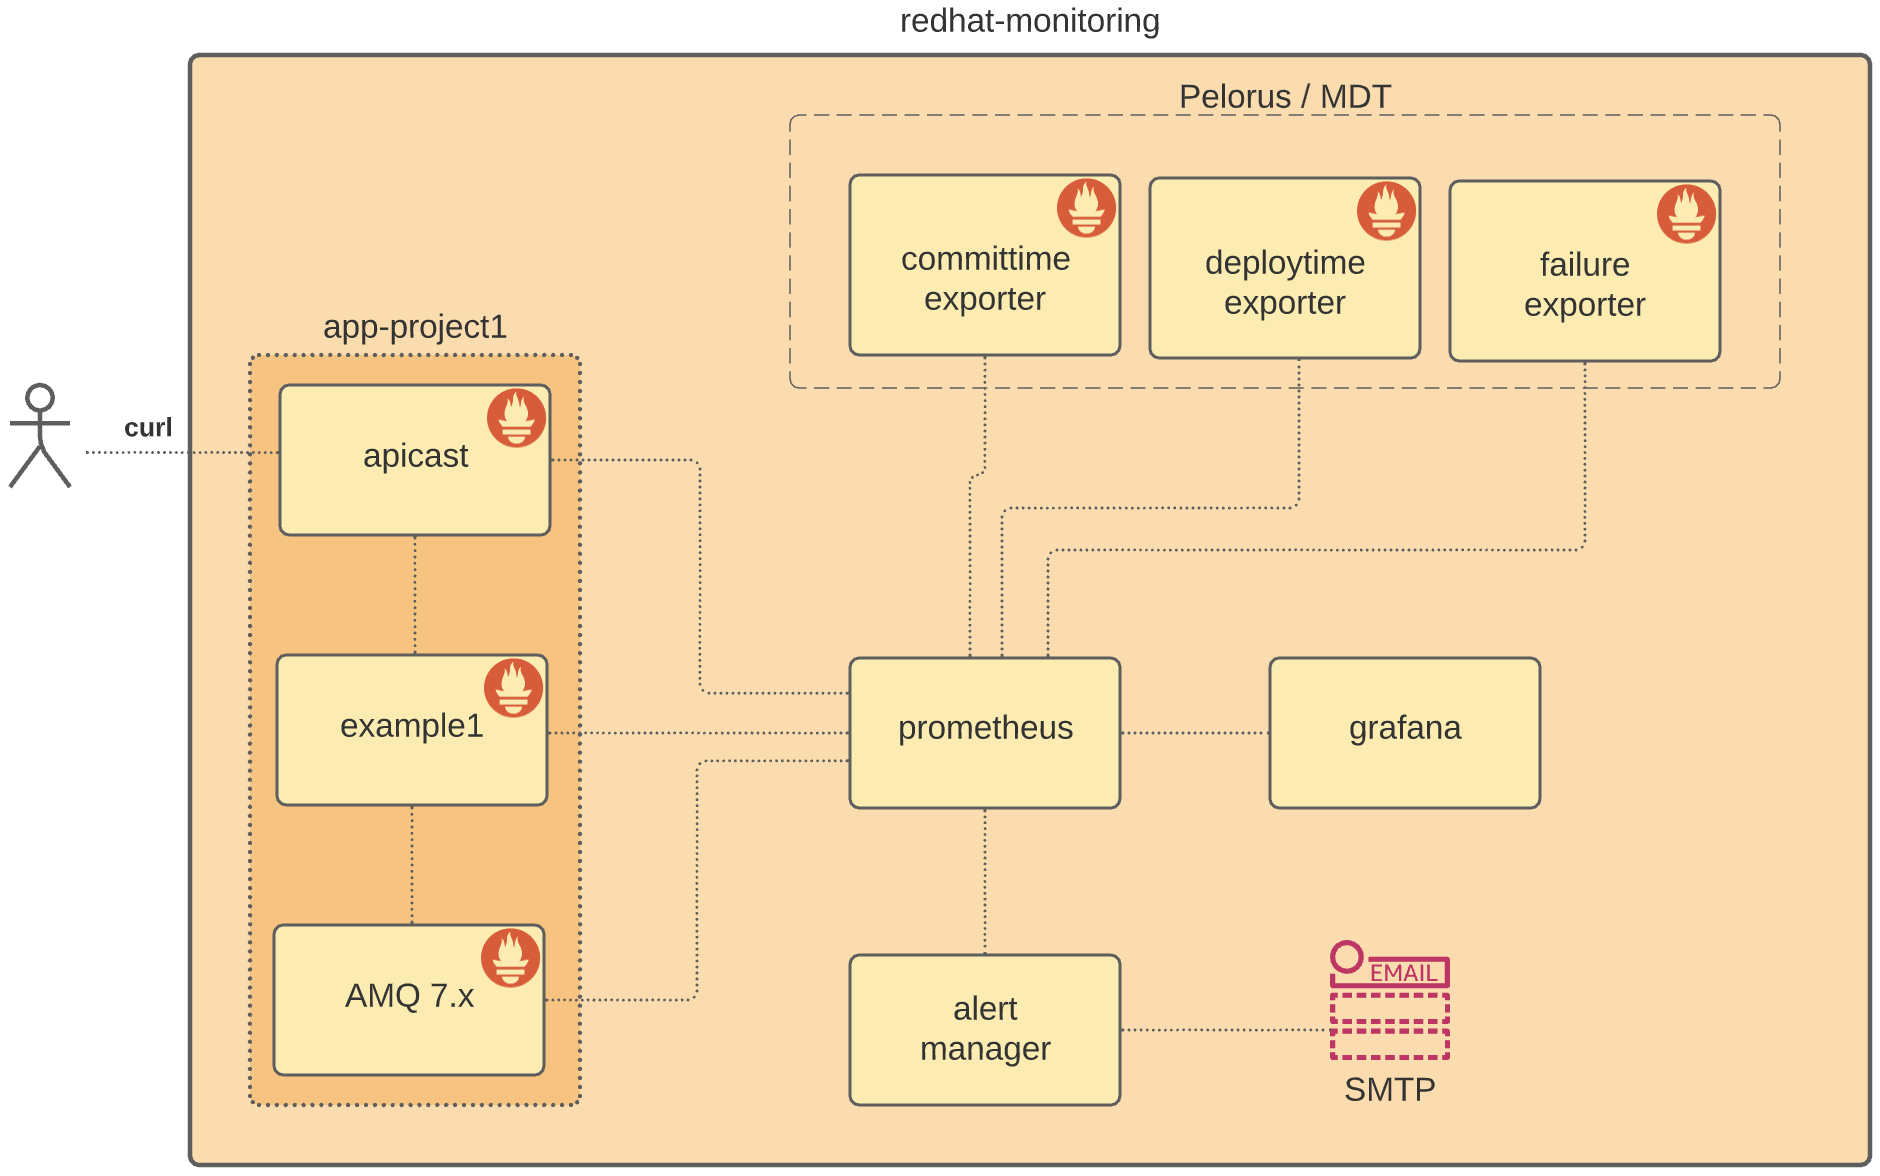 redhat-monitoring
Pelorus / MDT
committime
exporter
deploytime
exporter
failure
exporter
app-project1
curl
apicast
example1
prometheus
grafana
AMQ 7.x
alert
manager
EMAIL
SMTP